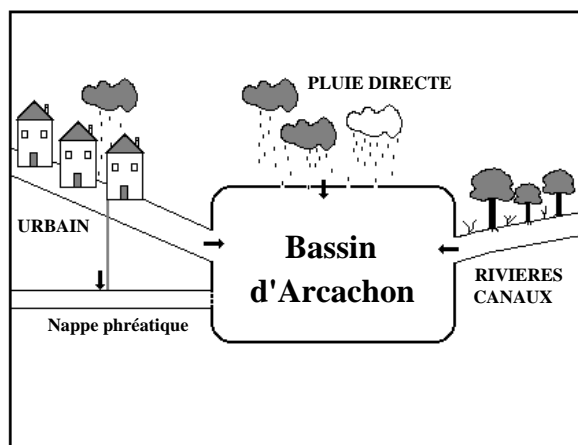 PLUIE DIRECTE
URBAIN
Bassin
d'Arcachon
RIVIERES
CANAUX
Nappe phréatique